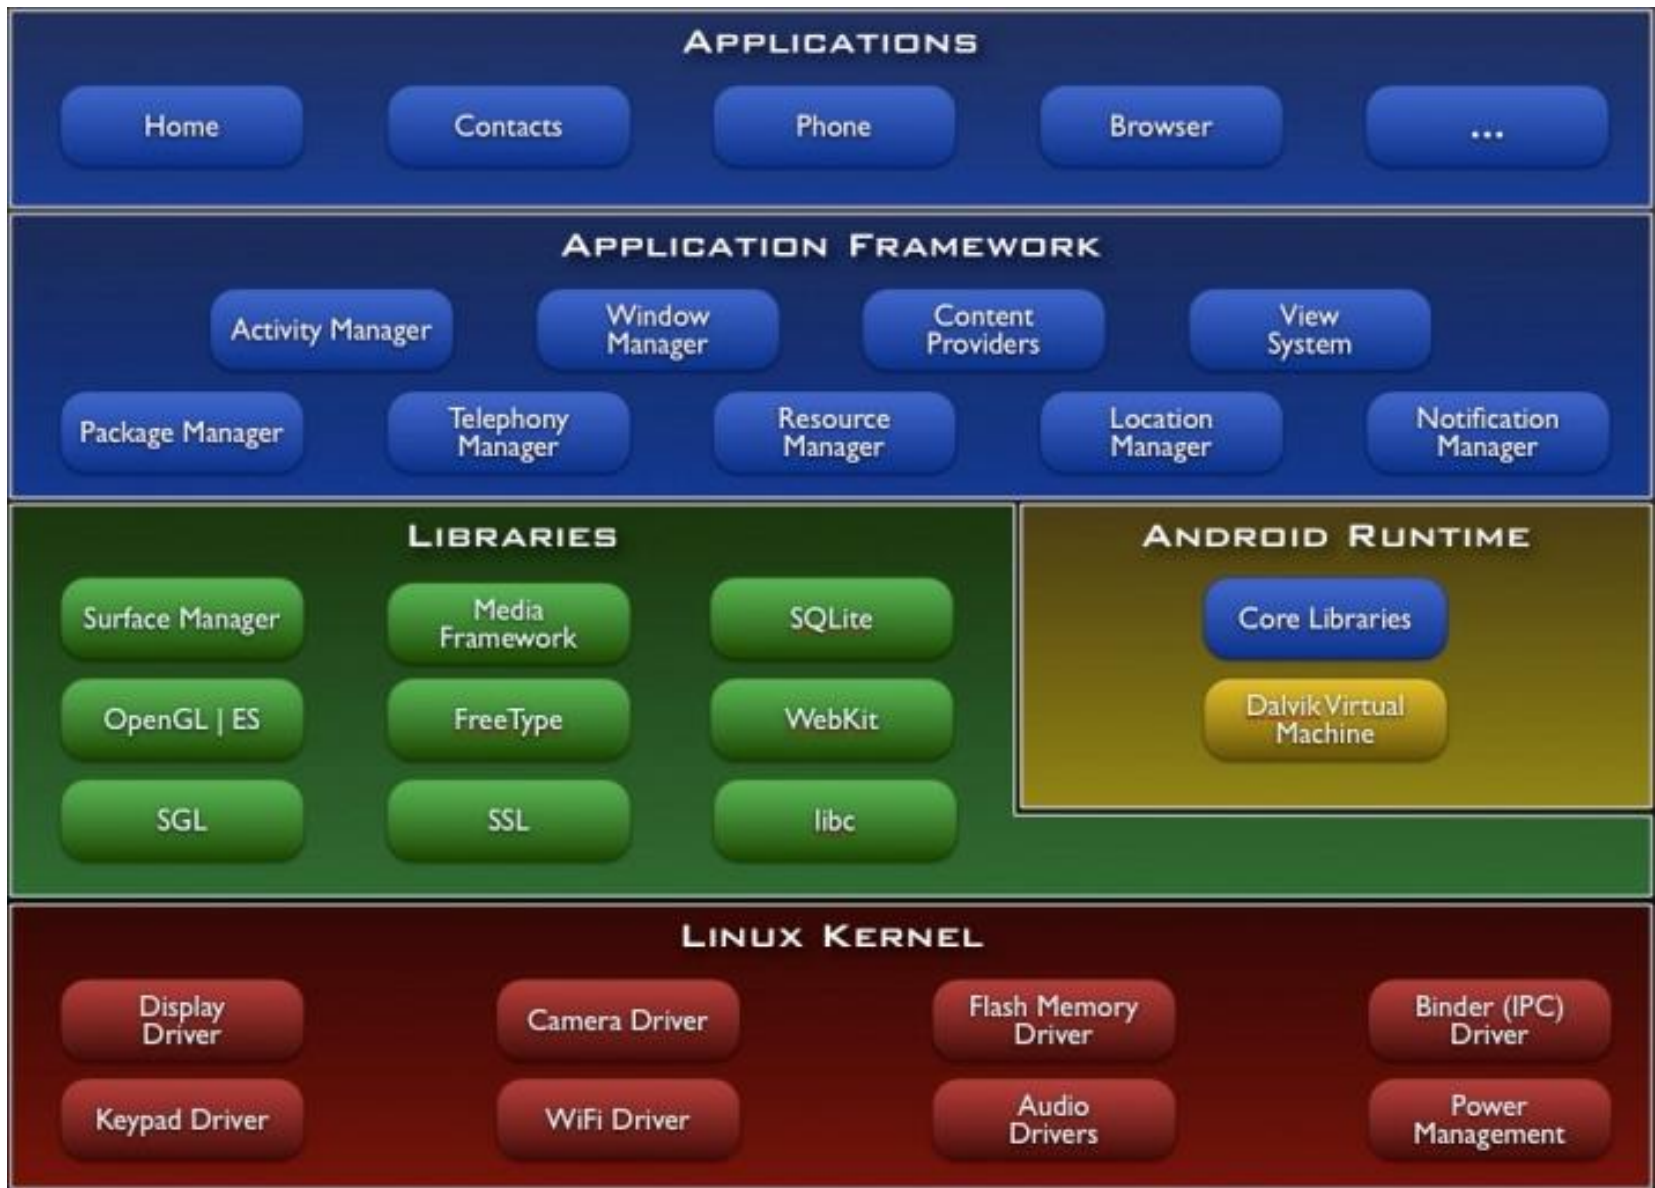 APPLICATIONS
Home
Contacts
Phone
Browser
...
APPLICATION FRAMEWORK
Activity Manager
Window
Manager
Content
Providers
View
System
Package Manager
Telephony
Manager
Resource
Manager
Location
Manager
Notification
Manager
LIBRARIES
Surface Manager
Media
Framework
SQLite
OpenGL | ES
FreeType
WebKit
SGL
SSL
libc
ANDROID RUNTIME
Core Libraries
Dalvik Virtual
Machine
LINUX KERNEL
Display
Driver
Camera Driver
Flash Memory
Driver
Binder (IPC)
Driver
Keypad Driver
WiFi Driver
Audio
Drivers
Power
Management